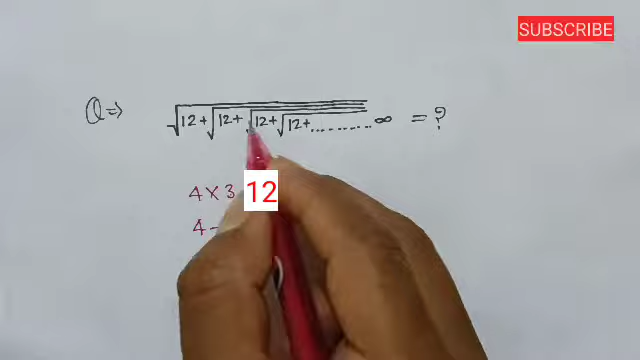 SUBSCRIBE
Q⇒ √12+√12+√12+√12+.........∞ = ?
4 × 3 12
4 -